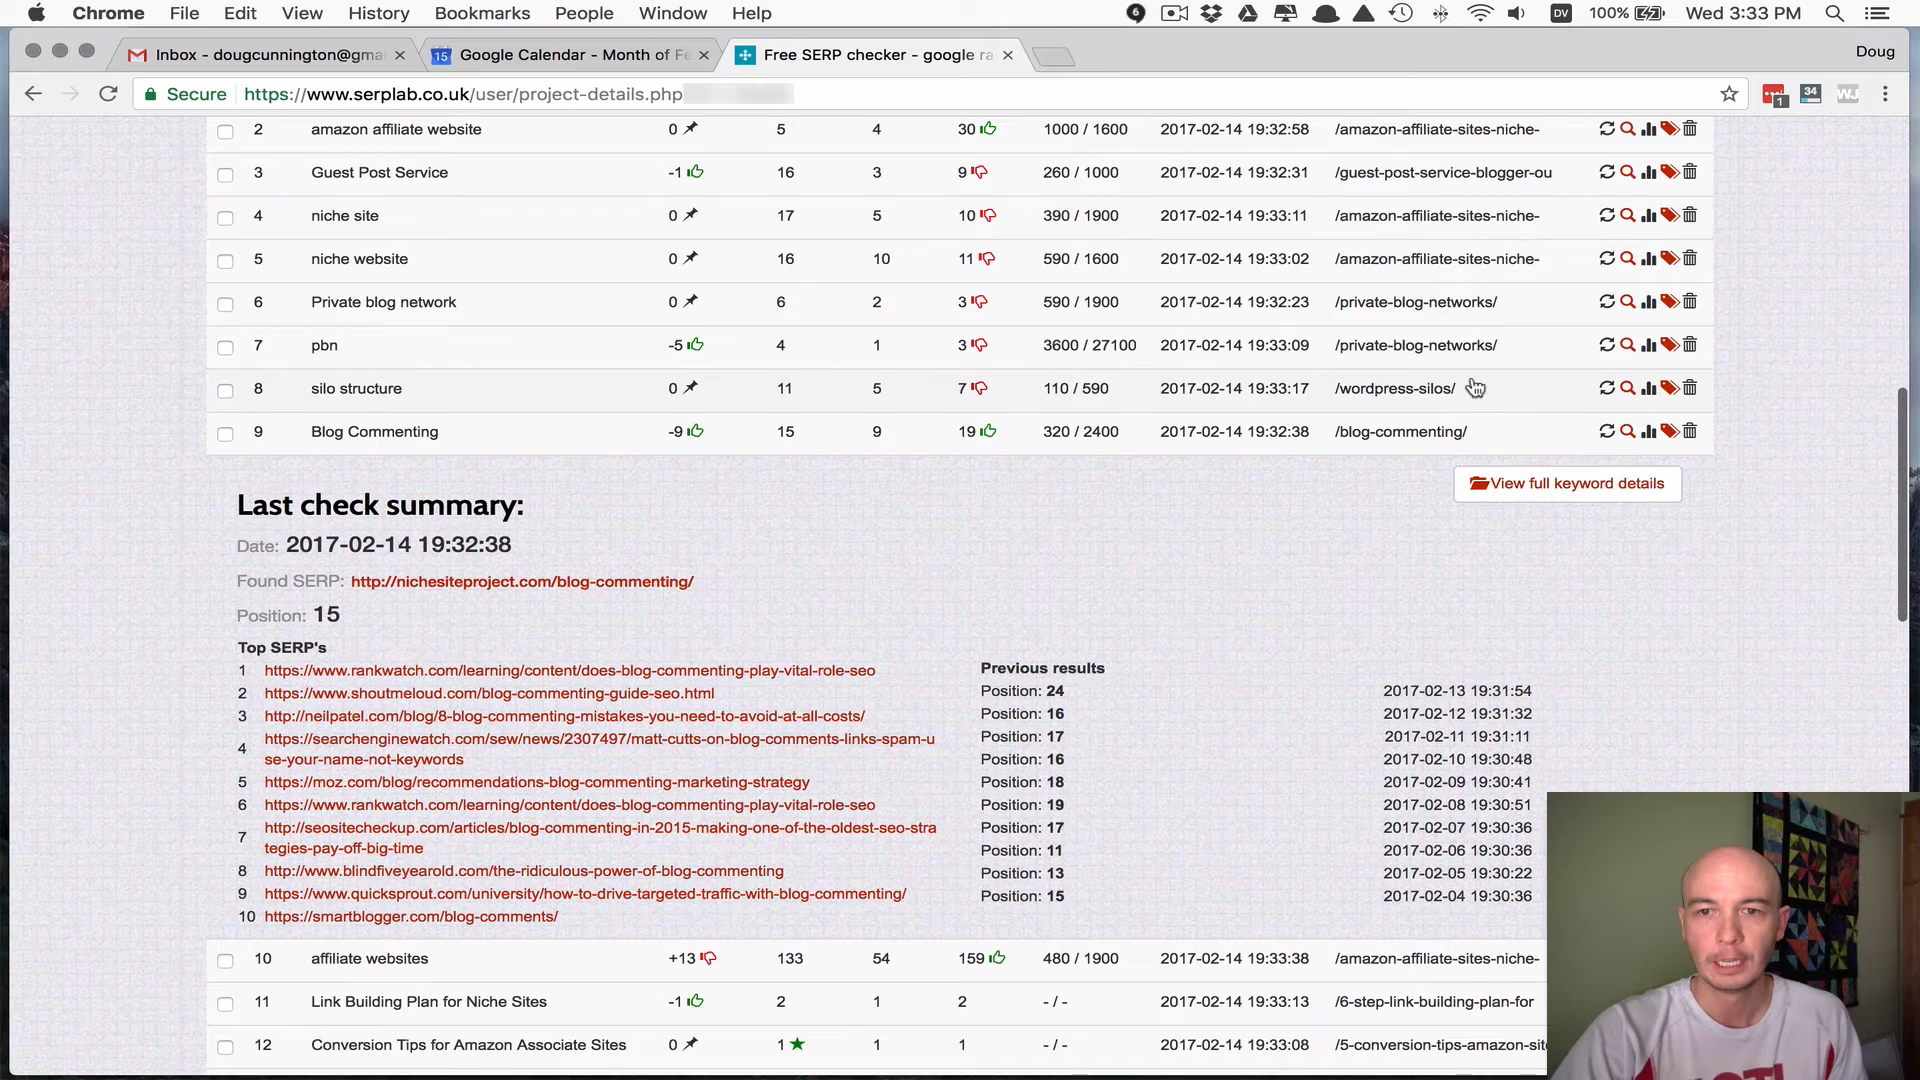 Chrome File Edit View History Bookmarks People Window Help 6 DV 100% Wed 3:33 PM
Inbox - dougcunnington@gmai Google Calendar - Month of Fe Free SERP checker - google ra Doug
Secure https://www.serplab.co.uk/user/project-details.php 1 34 WJ
2 amazon affiliate website 0 5 4 30 1000 / 1600 2017-02-14 19:32:58 /amazon-affiliate-sites-niche-
3 Guest Post Service -1 16 3 9 260 / 1000 2017-02-14 19:32:31 /guest-post-service-blogger-ou
4 niche site 0 17 5 10 390 / 1900 2017-02-14 19:33:11 /amazon-affiliate-sites-niche-
5 niche website 0 16 10 11 590 / 1600 2017-02-14 19:33:02 /amazon-affiliate-sites-niche-
6 Private blog network 0 6 2 3 590 / 1900 2017-02-14 19:32:23 /private-blog-networks/
7 pbn -5 4 1 3 3600 / 27100 2017-02-14 19:33:09 /private-blog-networks/
8 silo structure 0 11 5 7 110 / 590 2017-02-14 19:33:17 /wordpress-silos/
9 Blog Commenting -9 15 9 19 320 / 2400 2017-02-14 19:32:38 /blog-commenting/
View full keyword details
Last check summary:
Date: 2017-02-14 19:32:38
Found SERP: http://nichesiteproject.com/blog-commenting/
Position: 15
Top SERP's
1 https://www.rankwatch.com/learning/content/does-blog-commenting-play-vital-role-seo
2 https://www.shoutmeloud.com/blog-commenting-guide-seo.html
3 http://neilpatel.com/blog/8-blog-commenting-mistakes-you-need-to-avoid-at-all-costs/
4 https://searchenginewatch.com/sew/news/2307497/matt-cutts-on-blog-comments-links-spam-u
se-your-name-not-keywords
5 https://moz.com/blog/recommendations-blog-commenting-marketing-strategy
6 https://www.rankwatch.com/learning/content/does-blog-commenting-play-vital-role-seo
7 http://seositecheckup.com/articles/blog-commenting-in-2015-making-one-of-the-oldest-seo-stra
tegies-pay-off-big-time
8 http://www.blindfiveyearold.com/the-ridiculous-power-of-blog-commenting
9 https://www.quicksprout.com/university/how-to-drive-targeted-traffic-with-blog-commenting/
10 https://smartblogger.com/blog-comments/
Previous results
Position: 24 2017-02-13 19:31:54
Position: 16 2017-02-12 19:31:32
Position: 17 2017-02-11 19:31:11
Position: 16 2017-02-10 19:30:48
Position: 18 2017-02-09 19:30:41
Position: 19 2017-02-08 19:30:51
Position: 17 2017-02-07 19:30:36
Position: 11 2017-02-06 19:30:36
Position: 13 2017-02-05 19:30:22
Position: 15 2017-02-04 19:30:36
10 affiliate websites +13 133 54 159 480 / 1900 2017-02-14 19:33:38 /amazon-affiliate-sites-niche-
11 Link Building Plan for Niche Sites -1 2 1 2 - / - 2017-02-14 19:33:13 /6-step-link-building-plan-for
12 Conversion Tips for Amazon Associate Sites 0 1 1 1 - / - 2017-02-14 19:33:08 /5-conversion-tips-amazon-sit